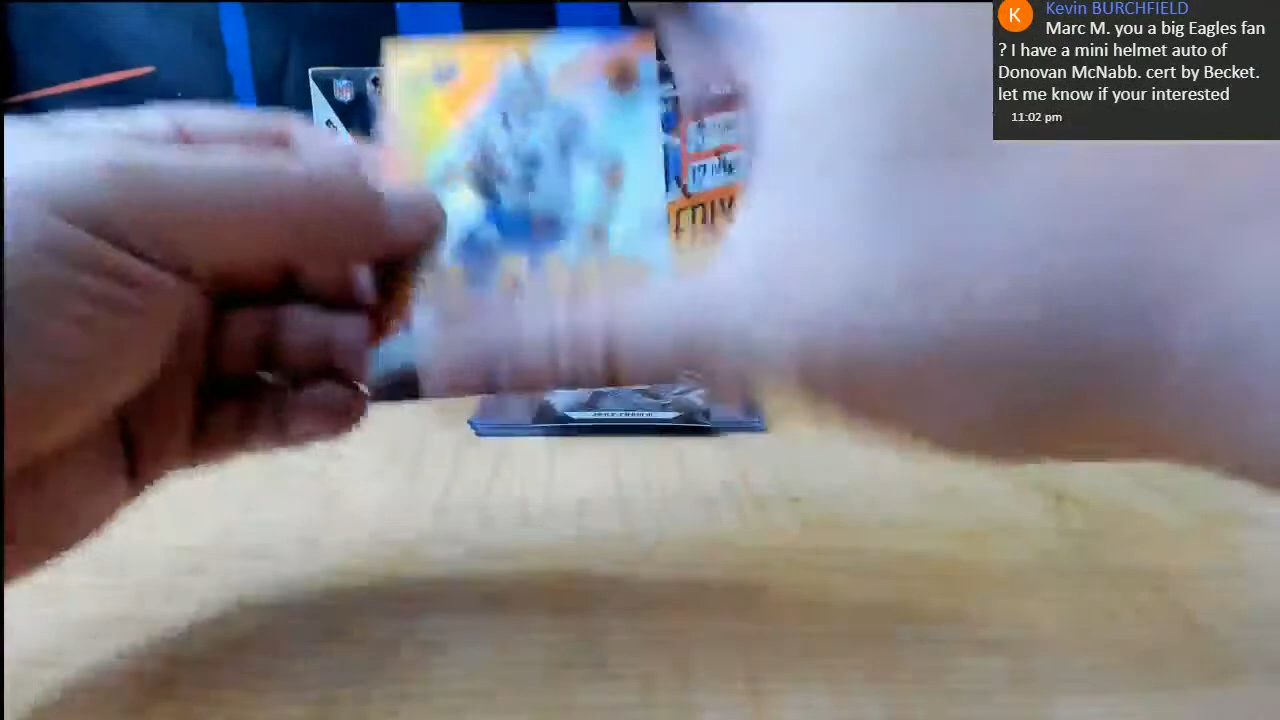 K
Kevin BURCHFIELD
Marc M. you a big Eagles fan
? I have a mini helmet auto of
Donovan McNabb. cert by Becket.
let me know if your interested
11:02 pm
NFL